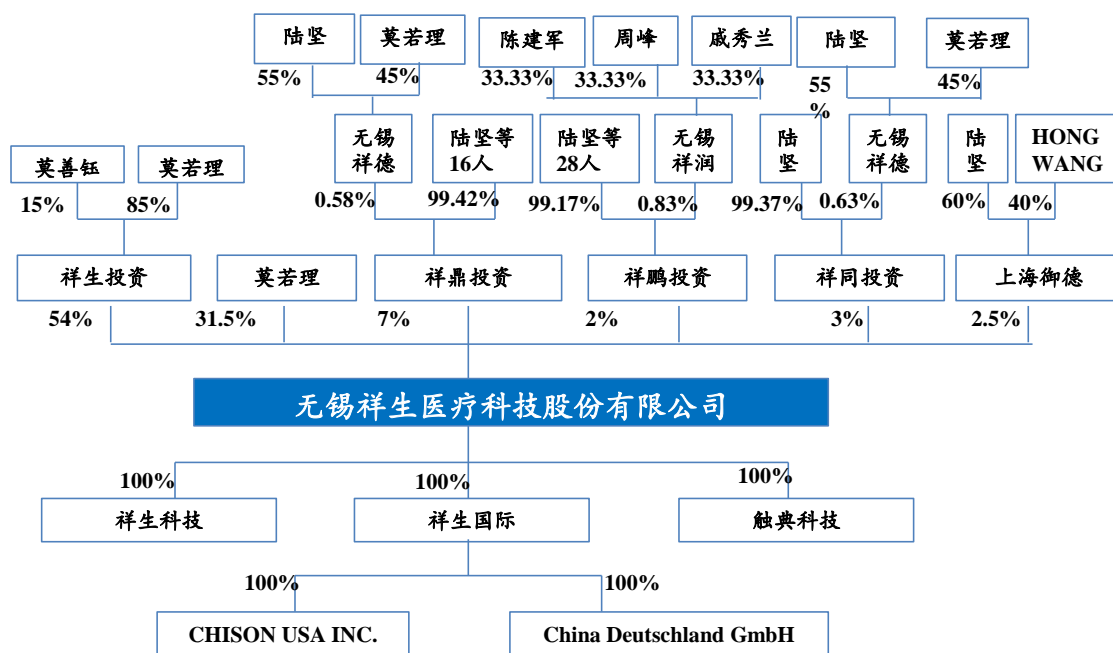 陆坚
莫若理
陈建军
周峰
戚秀兰
陆坚
莫若理
55%
45%
33.33%
33.33%
33.33%
55
%
45%
无锡
祥德
陆坚等
16人
陆坚等
28人
无锡
祥润
陆
坚
无锡
祥德
陆
坚
HONG
WANG
莫善钰
莫若理
15%
85%
0.58%
99.42%
99.17%
0.83%
99.37%
0.63%
60%
40%
祥生投资
莫若理
祥鼎投资
祥鹏投资
祥同投资
上海御德
54%
31.5%
7%
2%
3%
2.5%
无锡祥生医疗科技股份有限公司
100%
100%
100%
祥生科技
祥生国际
触典科技
100%
100%
CHISON USA INC.
China Deutschland GmbH